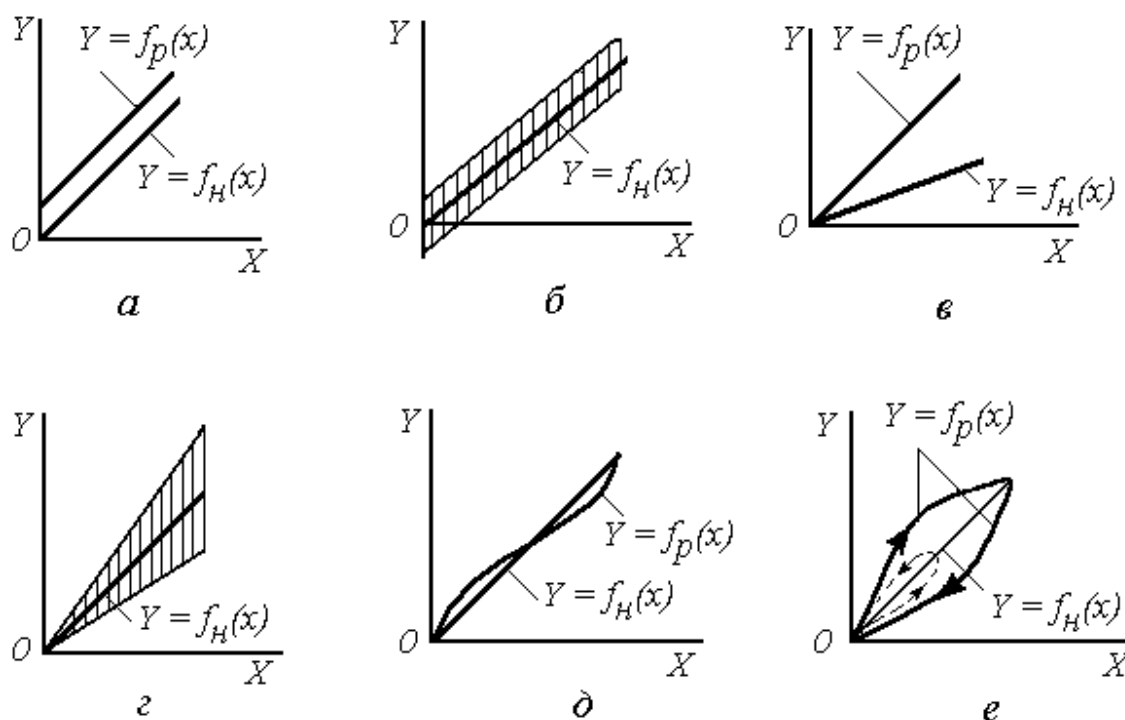 Y
Y = fp(x)
Y = fн(x)
O
X
а
Y
Y = fн(x)
O
X
б
Y
Y = fp(x)
Y = fн(x)
O
X
в
Y
Y = fн(x)
O
X
г
Y
Y = fp(x)
Y = fн(x)
O
X
д
Y
Y = fp(x)
Y = fн(x)
O
X
е